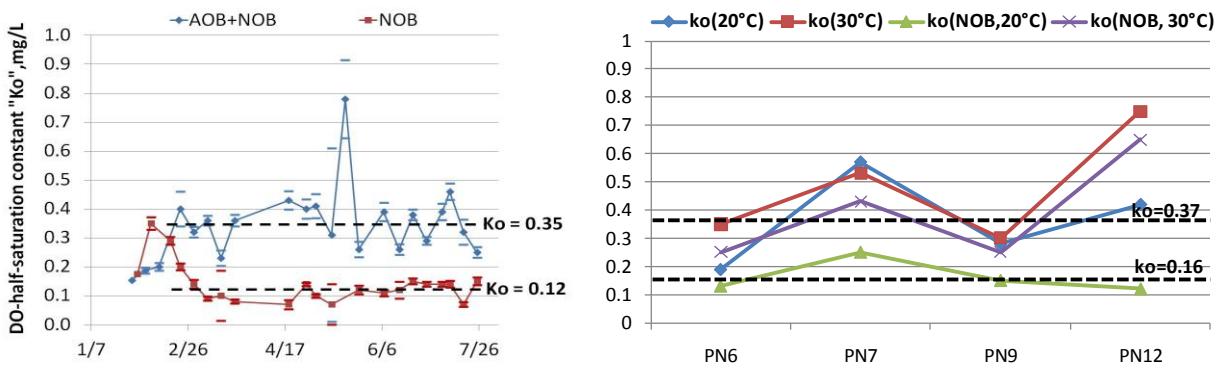 AOB+NOB NOB
DO-half-saturation constant "Ko",mg/L
1.0
0.9
0.8
0.7
0.6
0.5
0.4
0.3
0.2
0.1
0.0
Ko = 0.35
Ko = 0.12
1/7 2/26 4/17 6/6 7/26
ko(20°C) ko(30°C) ko(NOB,20°C) ko(NOB, 30°C)
1
0.9
0.8
0.7
0.6
0.5
0.4
0.3
0.2
0.1
0
ko=0.37
ko=0.16
PN6 PN7 PN9 PN12